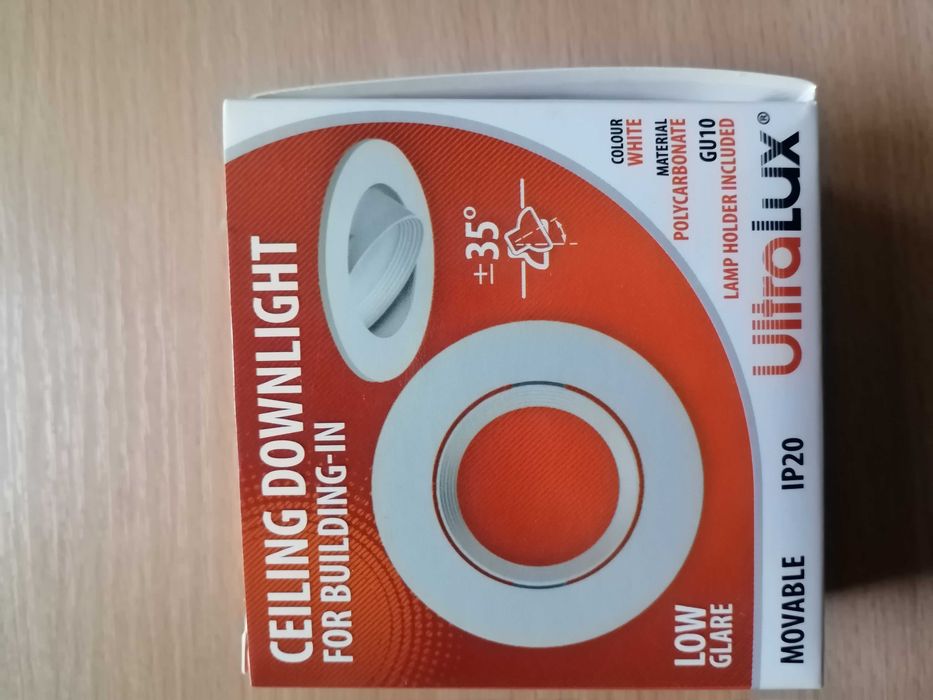 CEILING DOWNLIGHT
FOR BUILDING-IN
±35°
COLOUR
WHITE
MATERIAL
POLYCARBONATE
GU10
LAMP HOLDER INCLUDED
LOW
GLARE
UltraLux®
MOVABLE IP20